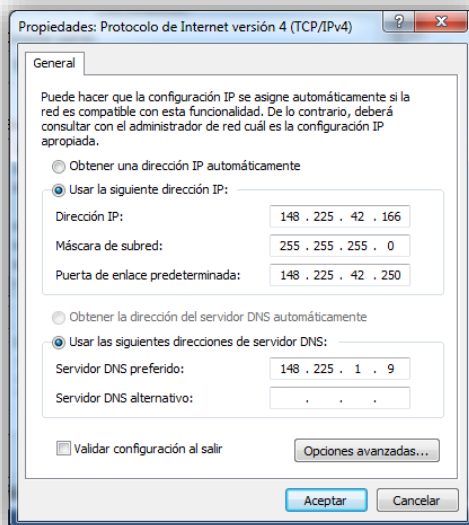 Propiedades: Protocolo de Internet versión 4 (TCP/IPv4)
General
Puede hacer que la configuración IP se asigne automáticamente si la
red es compatible con esta funcionalidad. De lo contrario, deberá
consultar con el administrador de red cuál es la configuración IP
apropiada.
Obtener una dirección IP automáticamente
Usar la siguiente dirección IP:
Dirección IP: 148 . 225 . 42 . 166
Máscara de subred: 255 . 255 . 255 . 0
Puerta de enlace predeterminada: 148 . 225 . 42 . 250
Obtener la dirección del servidor DNS automáticamente
Usar las siguientes direcciones de servidor DNS:
Servidor DNS preferido: 148 . 225 . 1 . 9
Servidor DNS alternativo: . . .
Validar configuración al salir Opciones avanzadas...
Aceptar Cancelar